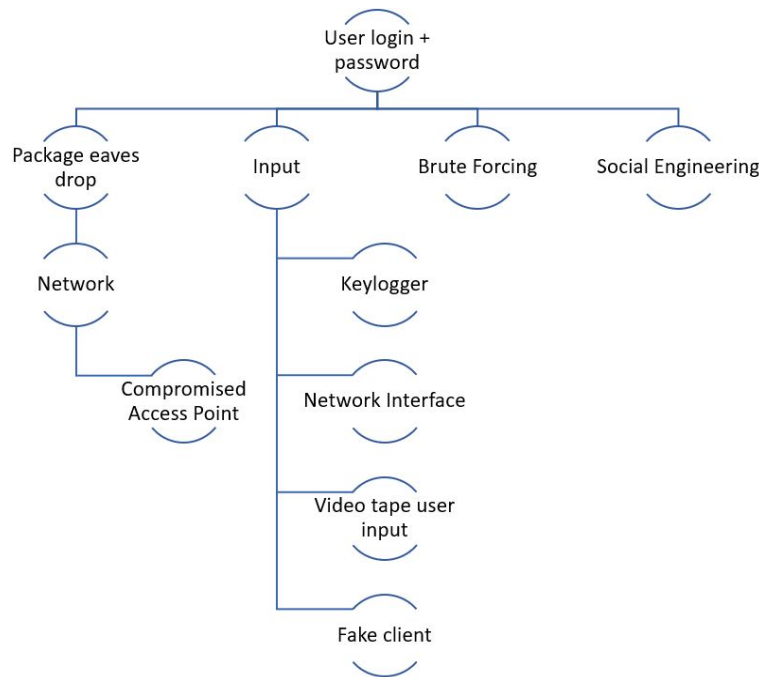 User login +
password
Package eaves
drop
Input
Brute Forcing
Social Engineering
Network
Keylogger
Compromised
Access Point
Network Interface
Video tape user
input
Fake client